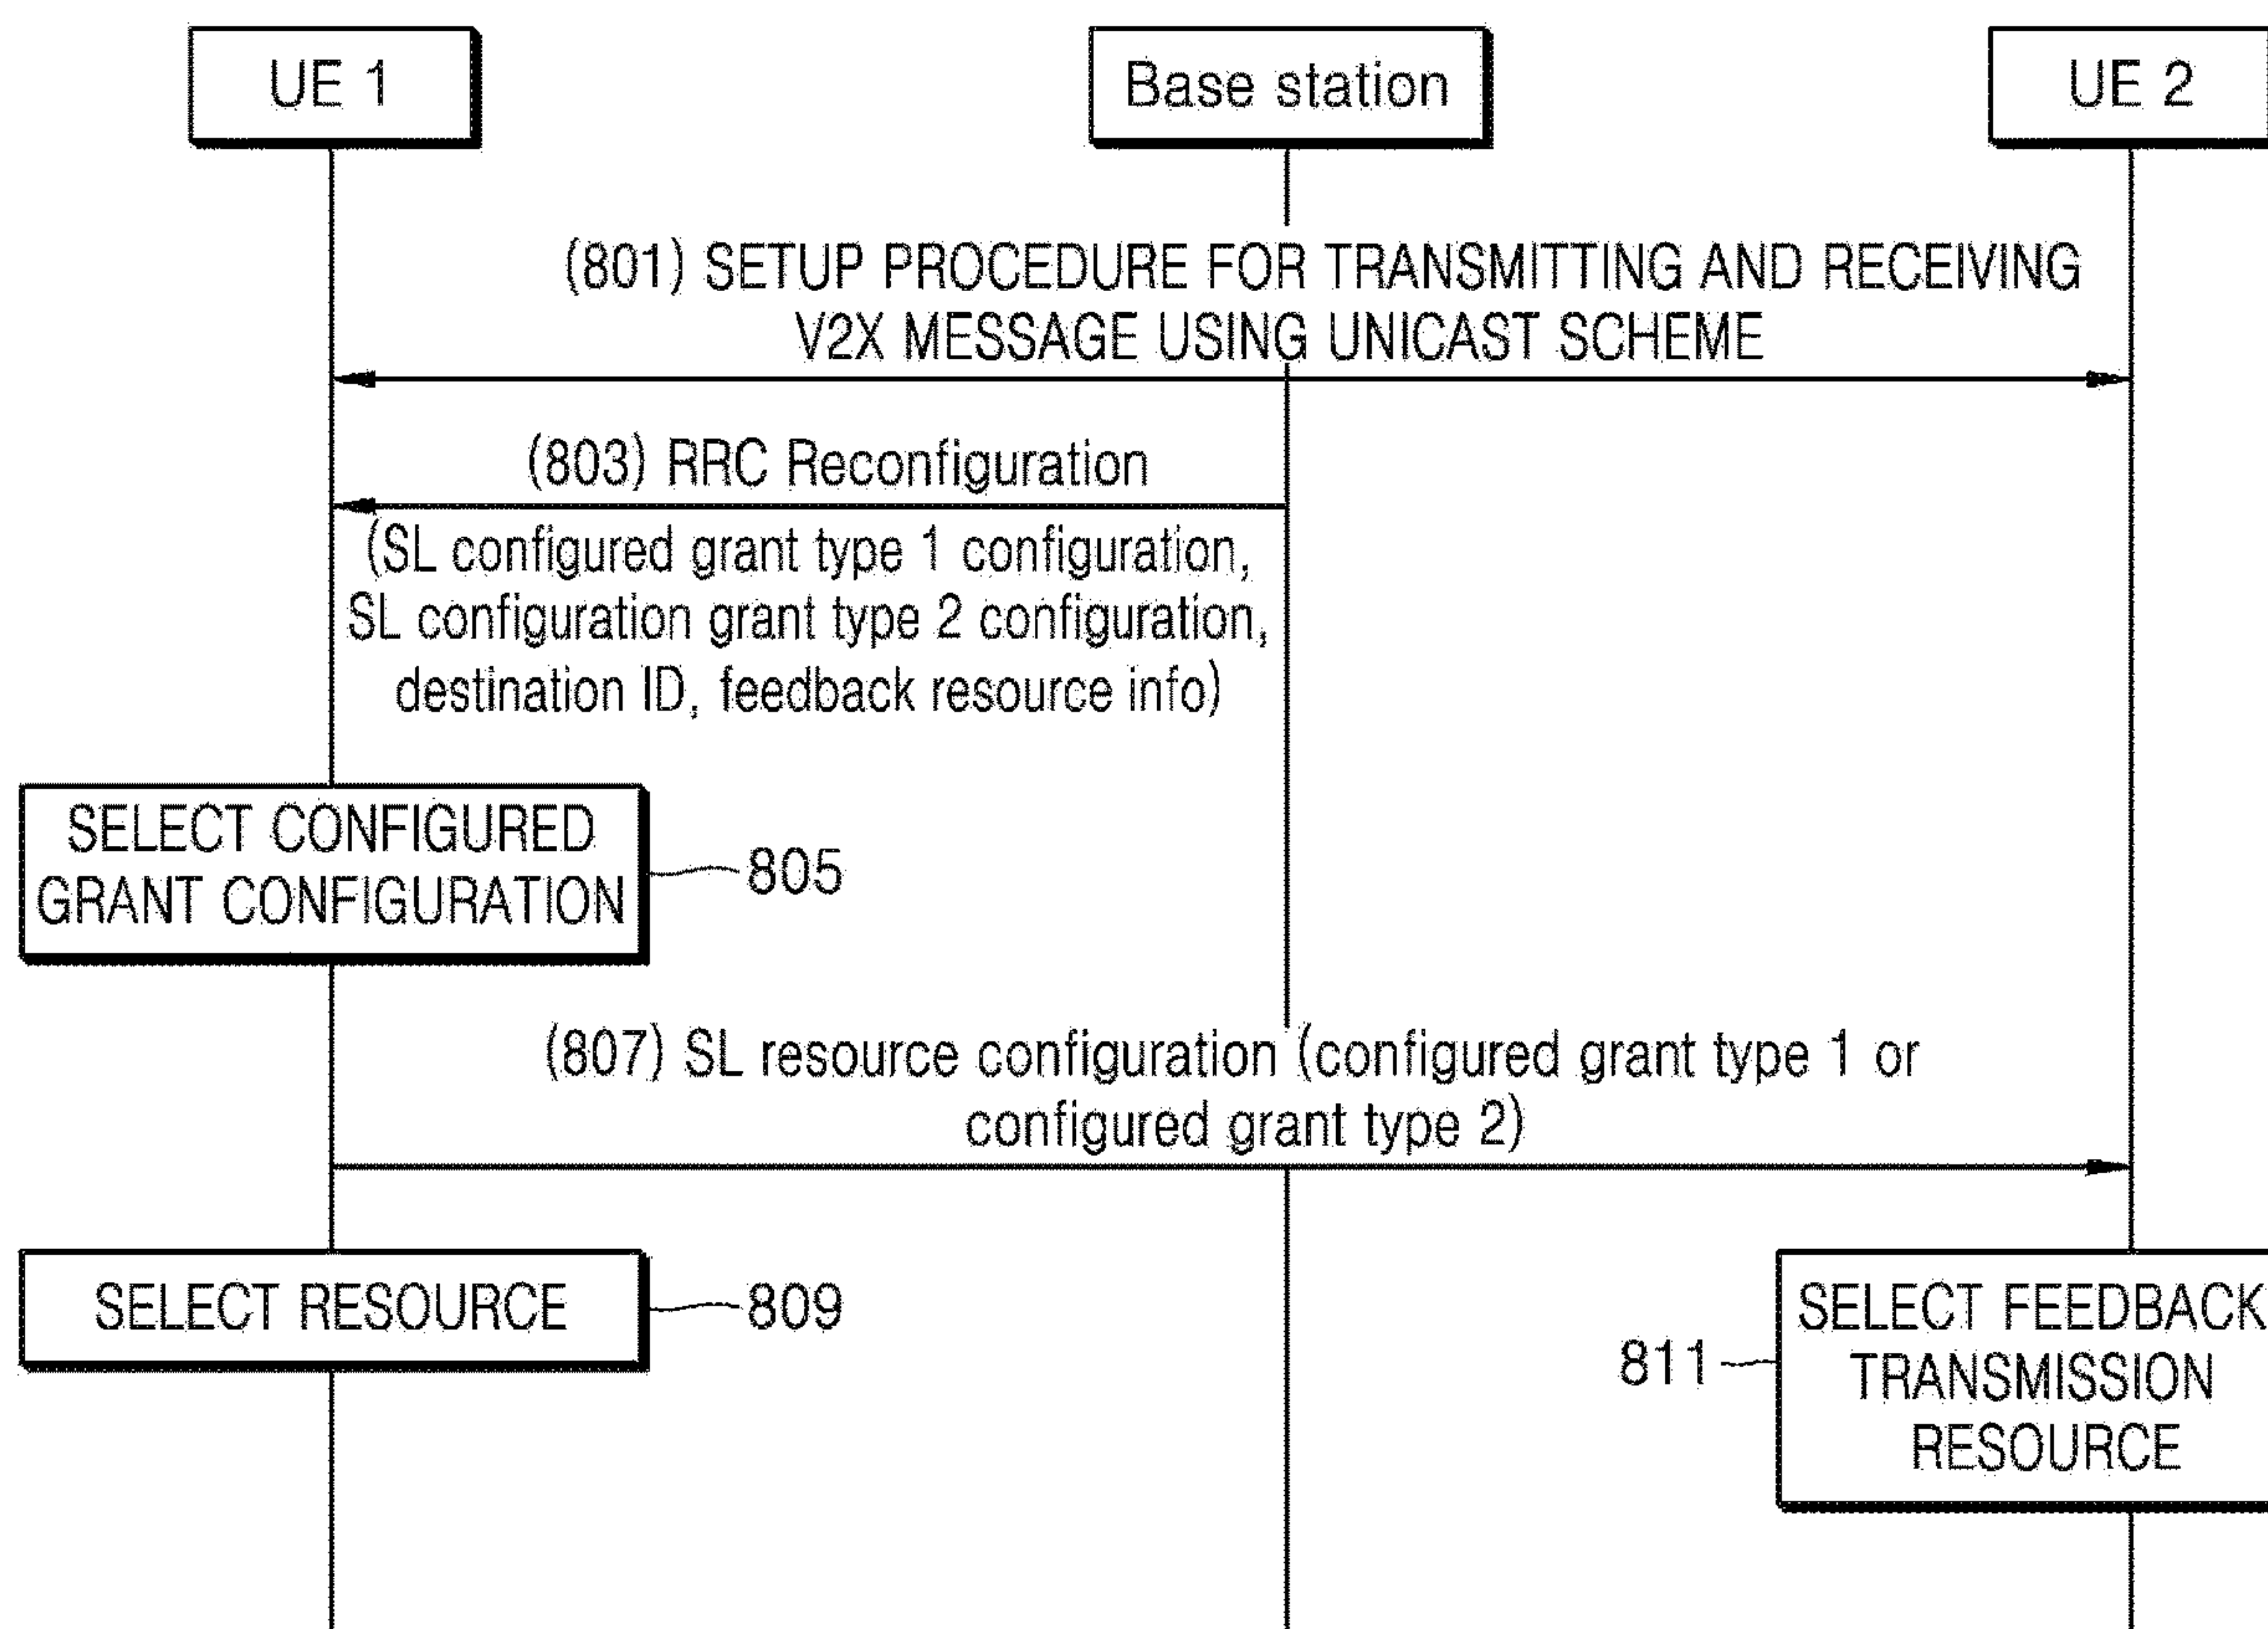 UE 1
Base station
UE 2
(801) SETUP PROCEDURE FOR TRANSMITTING AND RECEIVING
V2X MESSAGE USING UNICAST SCHEME
(803) RRC Reconfiguration
(SL configured grant type 1 configuration,
SL configuration grant type 2 configuration,
destination ID, feedback resource info)
SELECT CONFIGURED
GRANT CONFIGURATION
805
(807) SL resource configuration (configured grant type 1 or
configured grant type 2)
SELECT RESOURCE
809
811
SELECT FEEDBACK
TRANSMISSION
RESOURCE